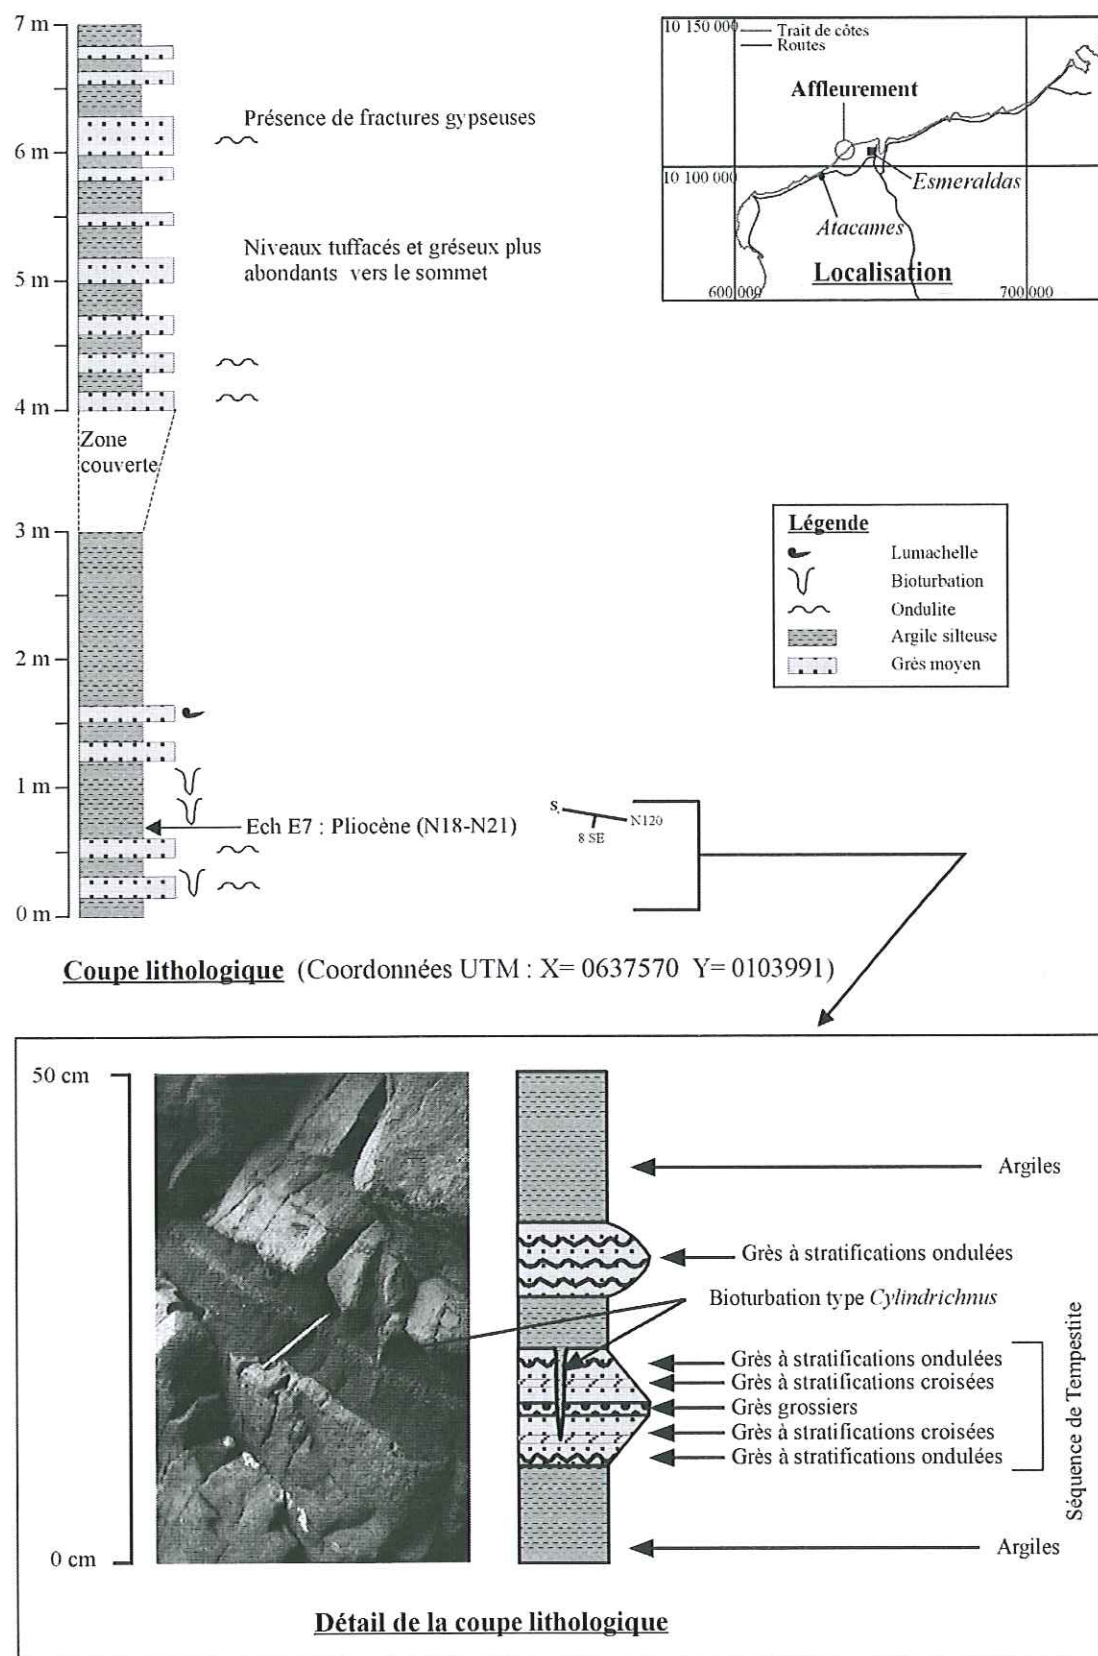 7 m
6 m
5 m
4 m
Présence de fractures gypseuses
Niveaux tuffacés et gréseux plus
abondants vers le sommet
Zone
couverte
3 m
2 m
1 m
0 m
Ech E7 : Pliocène (N18-N21)
S.
N120
8 SE
10 150 000
Trait de côtes
Routes
Affleurement
10 100 000
Esmeraldas
Atacames
Localisation
600 000
700 000
Légende
Lumachelle
Bioturbation
Ondulite
Argile silteuse
Grès moyen
Coupe lithologique (Coordonnées UTM : X= 0637570 Y= 0103991)
50 cm
0 cm
Argiles
Grès à stratifications ondulées
Bioturbation type Cylindrichnus
Grès à stratifications ondulées
Grès à stratifications croisées
Grès grossiers
Grès à stratifications croisées
Grès à stratifications ondulées
Séquence de Tempestite
Argiles
Détail de la coupe lithologique